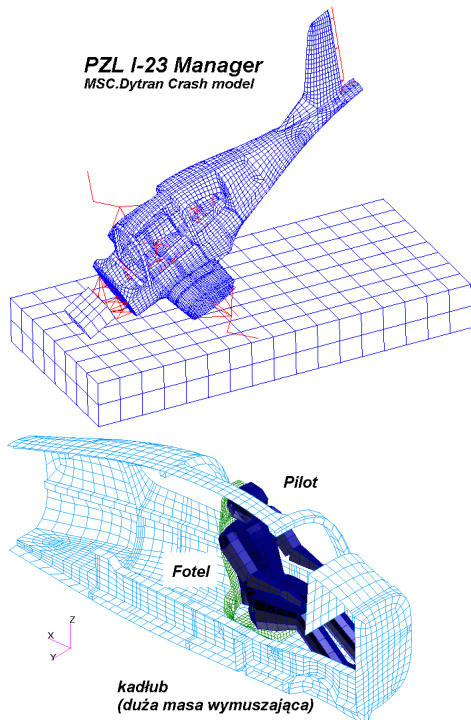 PZL I-23 Manager
MSC.Dytran Crash model
Pilot
Fotel
Z
X
Y
kadłub
(duża masa wymuszająca)